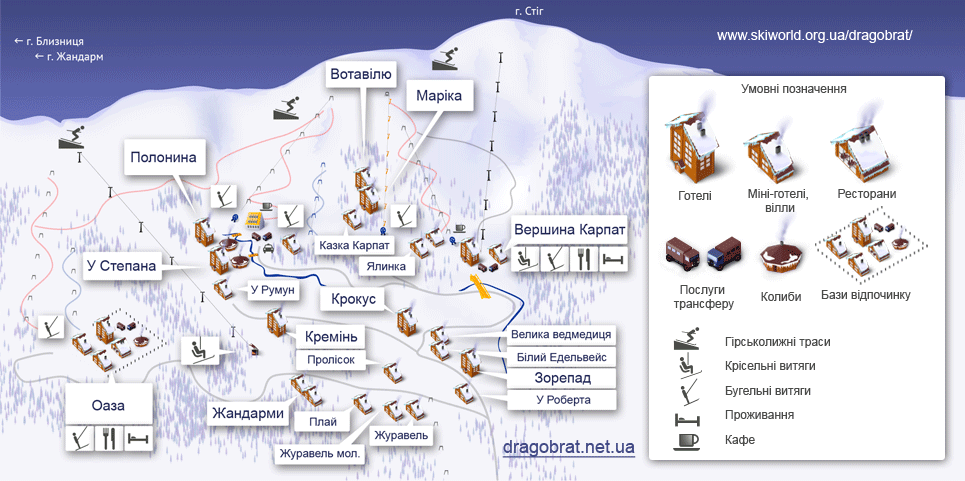 г. Стіг
← г. Близниця
← г. Жандарм
www.skiworld.org.ua/dragobrat/
Вотавілю
Маріка
Полонина
Казка Карпат
Ялинка
Вершина Карпат
У Степана
У Румун
Крокус
Кремінь
Пролісок
Велика ведмедиця
Білий Едельвейс
Зорепад
У Роберта
Оаза
Жандарми
Плай
Журавель
Журавель мол.
dragobrat.net.ua
Умовні позначення
Готелі
Міні-готелі,
вілли
Ресторани
Послуги
трансферу
Колиби
Бази відпочинку
Гірськолижні траси
Крісельні витяги
Бугельні витяги
Проживання
Кафе